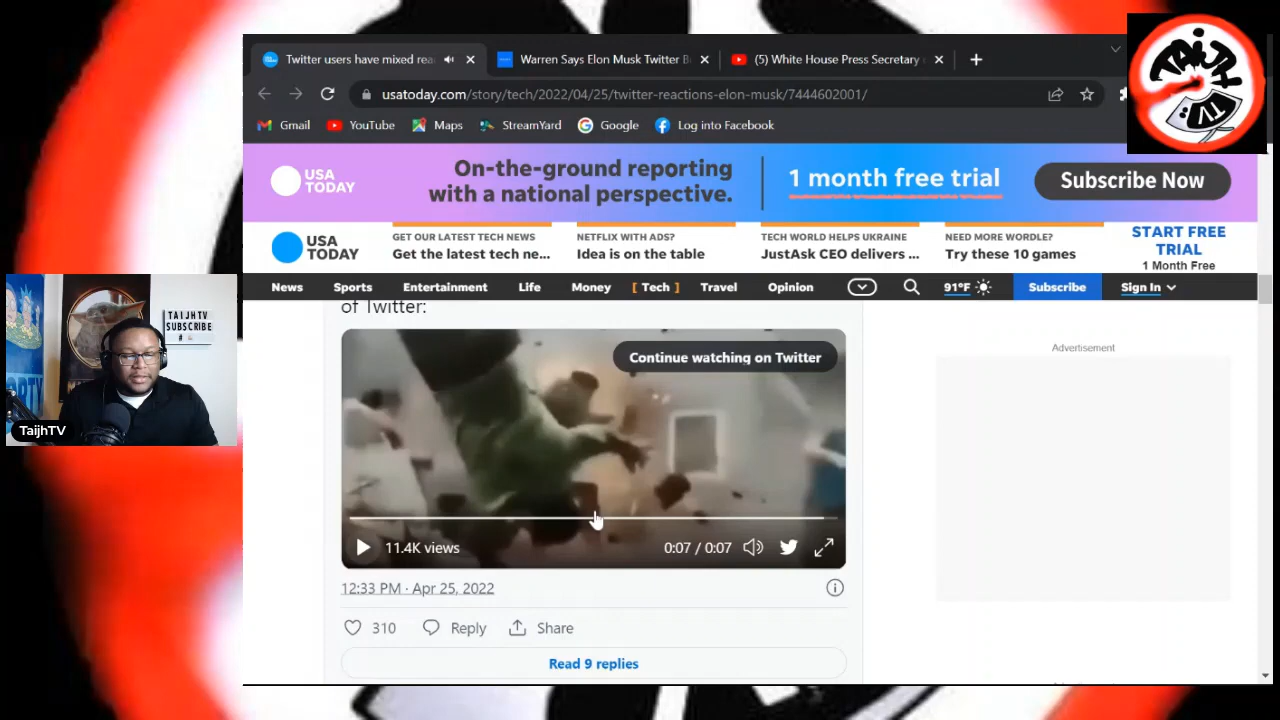 Twitter users have mixed rea
Warren Says Elon Musk Twitter B
(5) White House Press Secretary
usatoday.com/story/tech/2022/04/25/twitter-reactions-elon-musk/7444602001/
Gmail
YouTube
Maps
StreamYard
Google
Log into Facebook
TAIJH
TV
USA
TODAY
On-the-ground reporting
with a national perspective.
1 month free trial
Subscribe Now
USA
TODAY
GET OUR LATEST TECH NEWS
Get the latest tech ne...
NETFLIX WITH ADS?
Idea is on the table
TECH WORLD HELPS UKRAINE
JustAsk CEO delivers ...
NEED MORE WORDLE?
Try these 10 games
START FREE
TRIAL
1 Month Free
News
Sports
Entertainment
Life
Money
[ Tech ]
Travel
Opinion
91°F
Subscribe
Sign In
of Twitter:
Continue watching on Twitter
11.4K views
0:07 / 0:07
12:33 PM · Apr 25, 2022
310
Reply
Share
Read 9 replies
Advertisement
TAIJHTV
SUBSCRIBE
TaijhTV